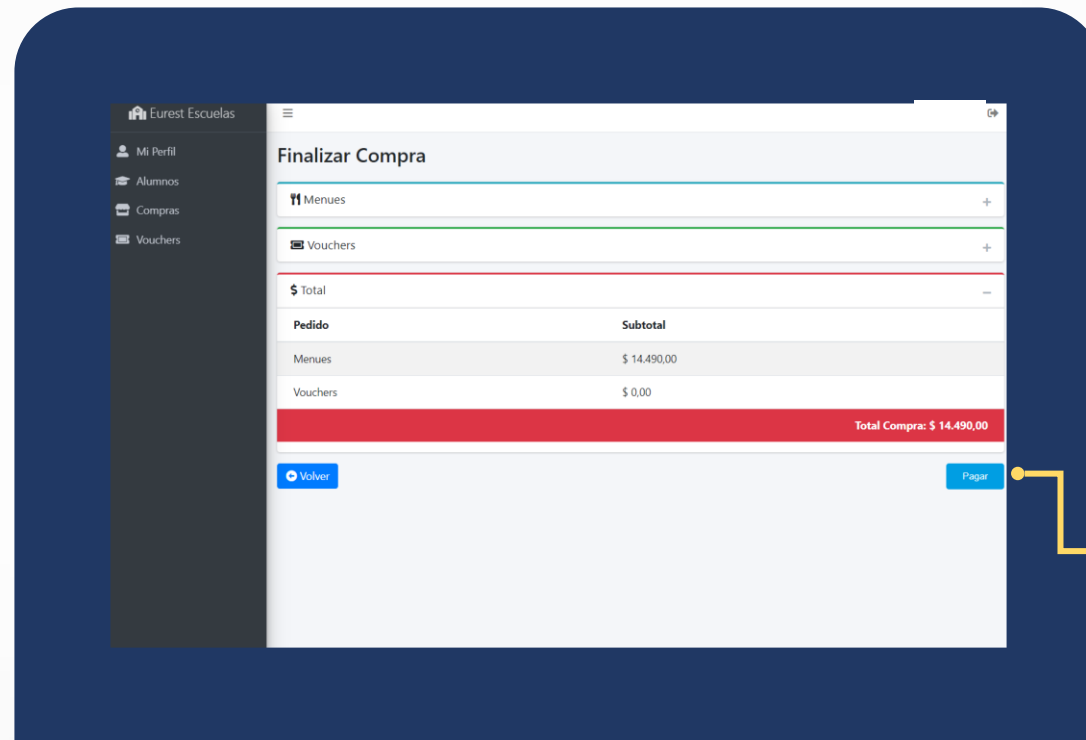 Eurest Escuelas
Mi Perfil
Alumnos
Compras
Vouchers
Finalizar Compra
Menues
Vouchers
$ Total
Pedido Subtotal
Menues $ 14.490,00
Vouchers $ 0,00
Total Compra: $ 14.490,00
Volver Pagar